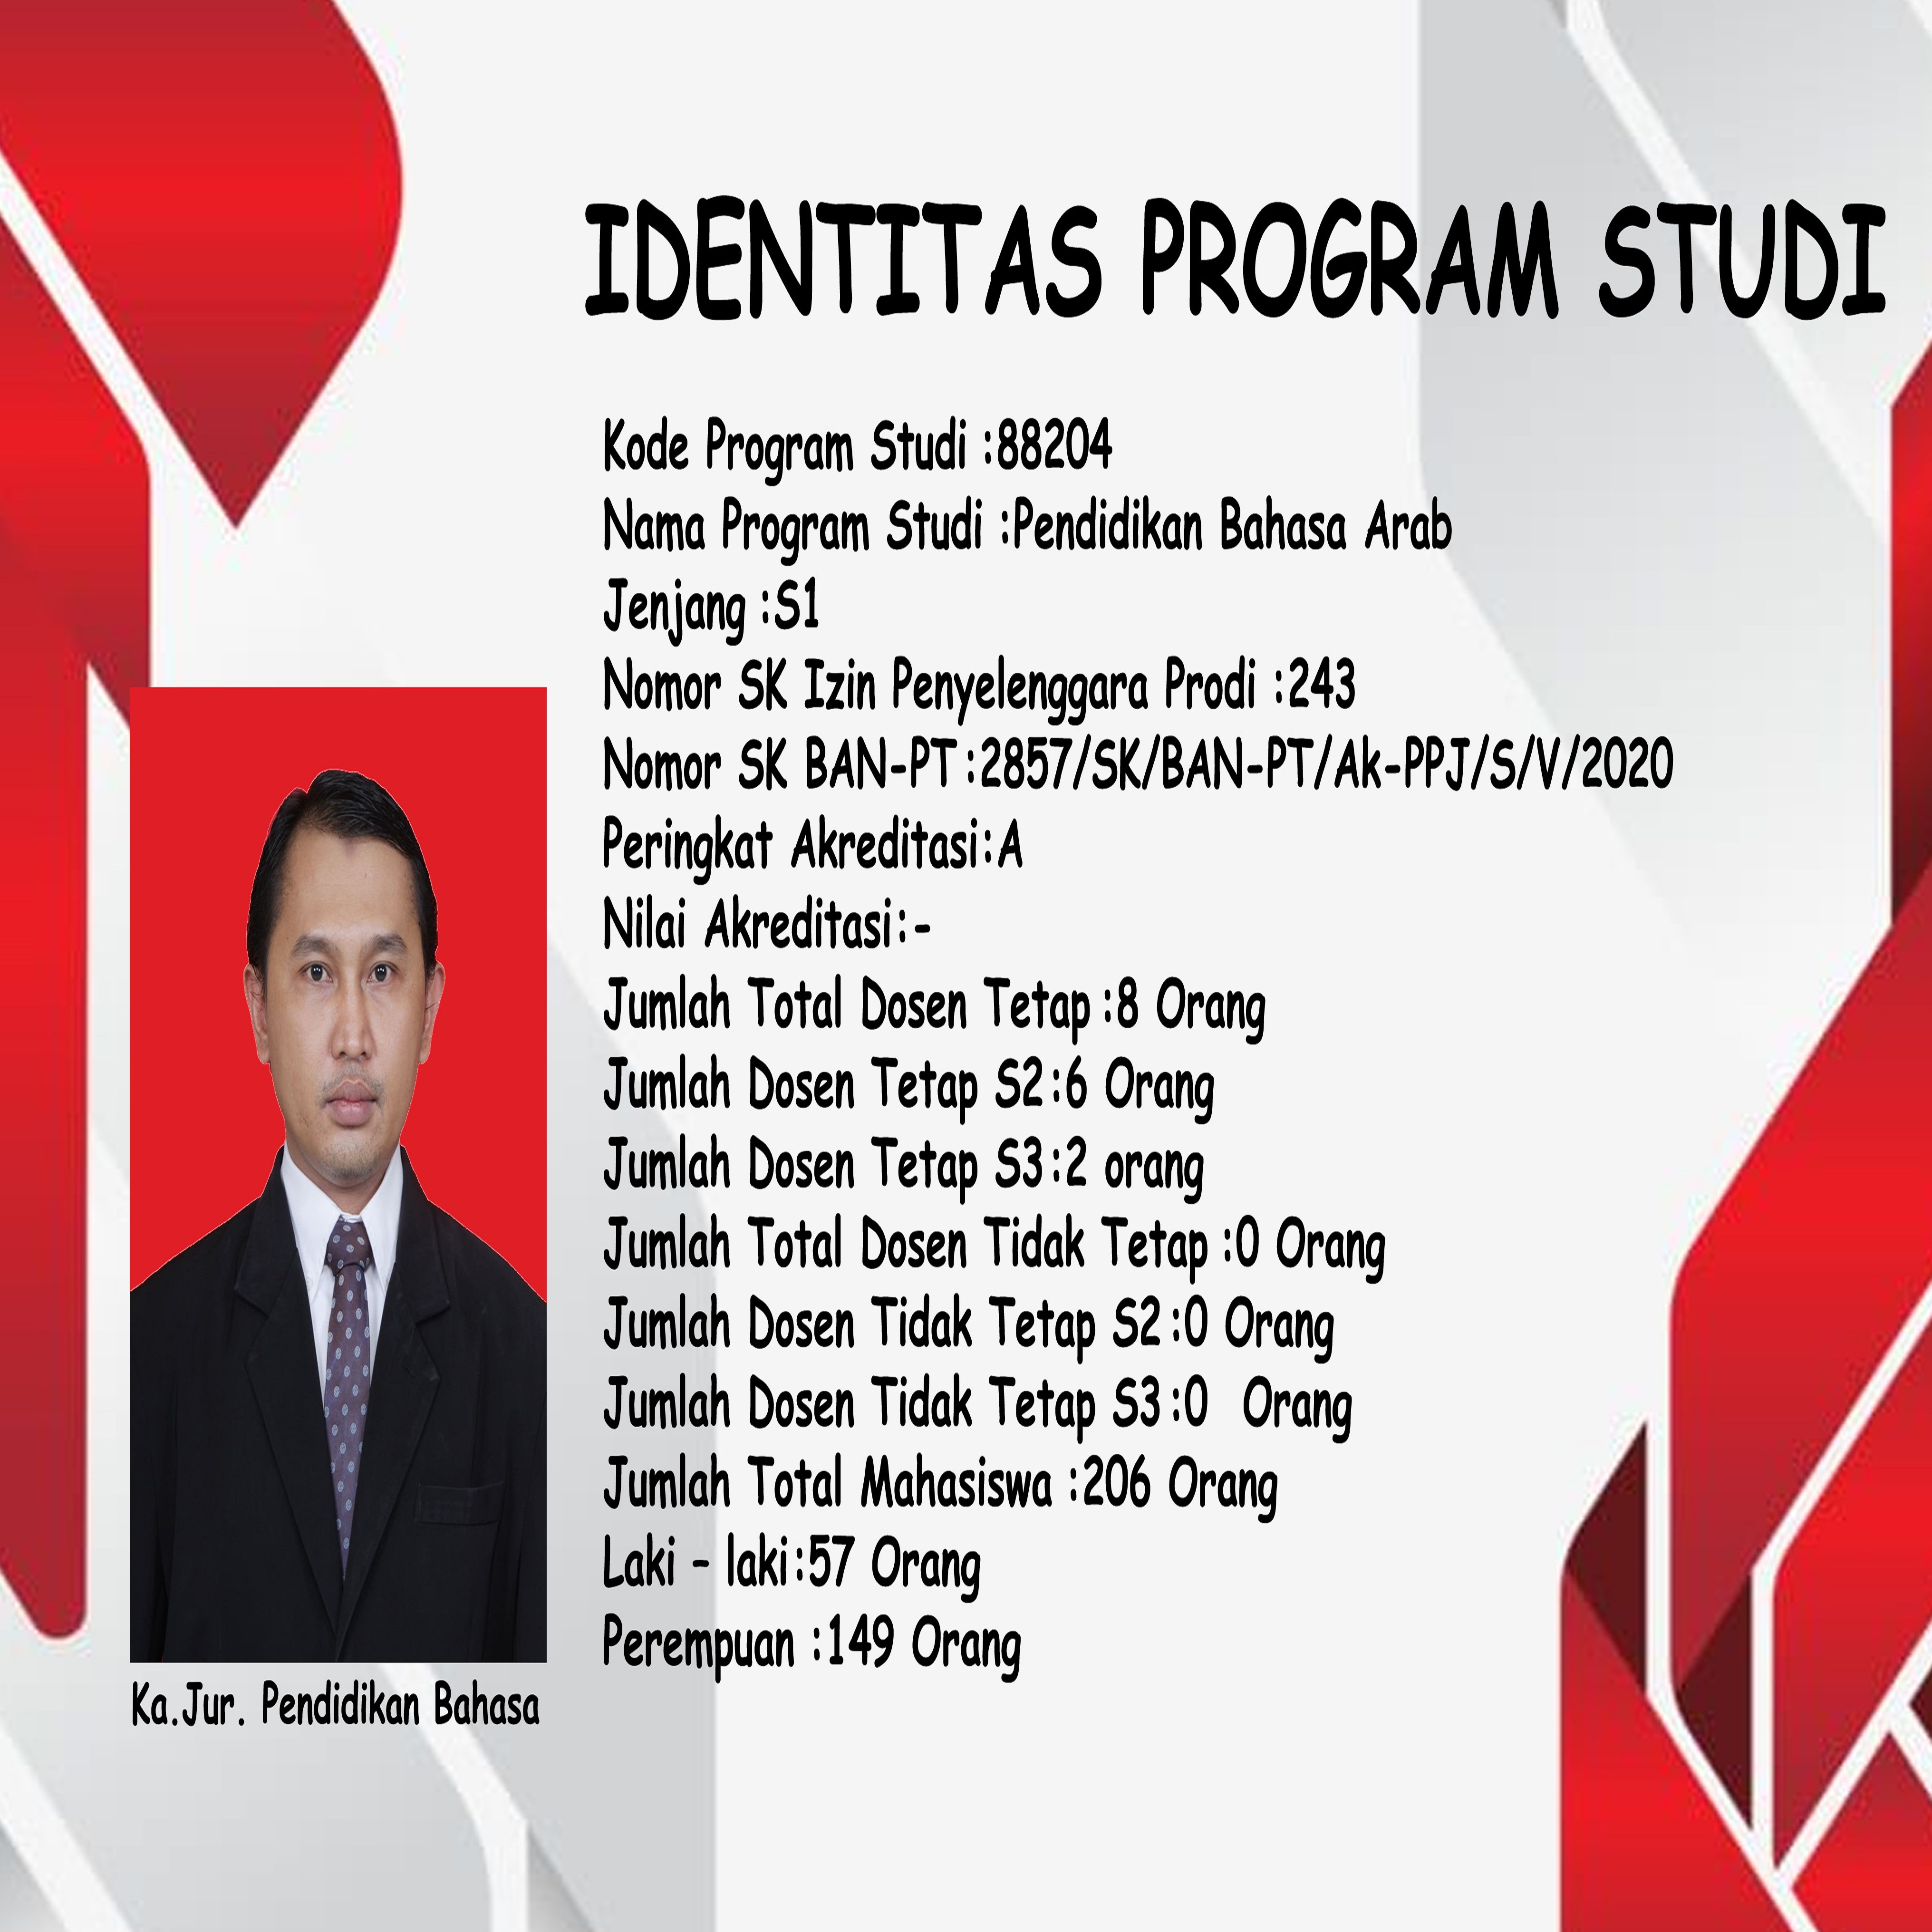 IDENTITAS PROGRAM STUDI
Kode Program Studi :88204
Nama Program Studi :Pendidikan Bahasa Arab
Jenjang :S1
Nomor SK Izin Penyelenggara Prodi :243
Nomor SK BAN-PT:2857/SK/BAN-PT/Ak-PPJ/S/V/2020
Peringkat Akreditasi:A
Nilai Akreditasi:-
Jumlah Total Dosen Tetap :8 Orang
Jumlah Dosen Tetap S2:6 Orang
Jumlah Dosen Tetap S3:2 orang
Jumlah Total Dosen Tidak Tetap :0 Orang
Jumlah Dosen Tidak Tetap S2:0 Orang
Jumlah Dosen Tidak Tetap S3:0 Orang
Jumlah Total Mahasiswa :206 Orang
Laki - laki:57 Orang
Perempuan :149 Orang
Ka.Jur. Pendidikan Bahasa